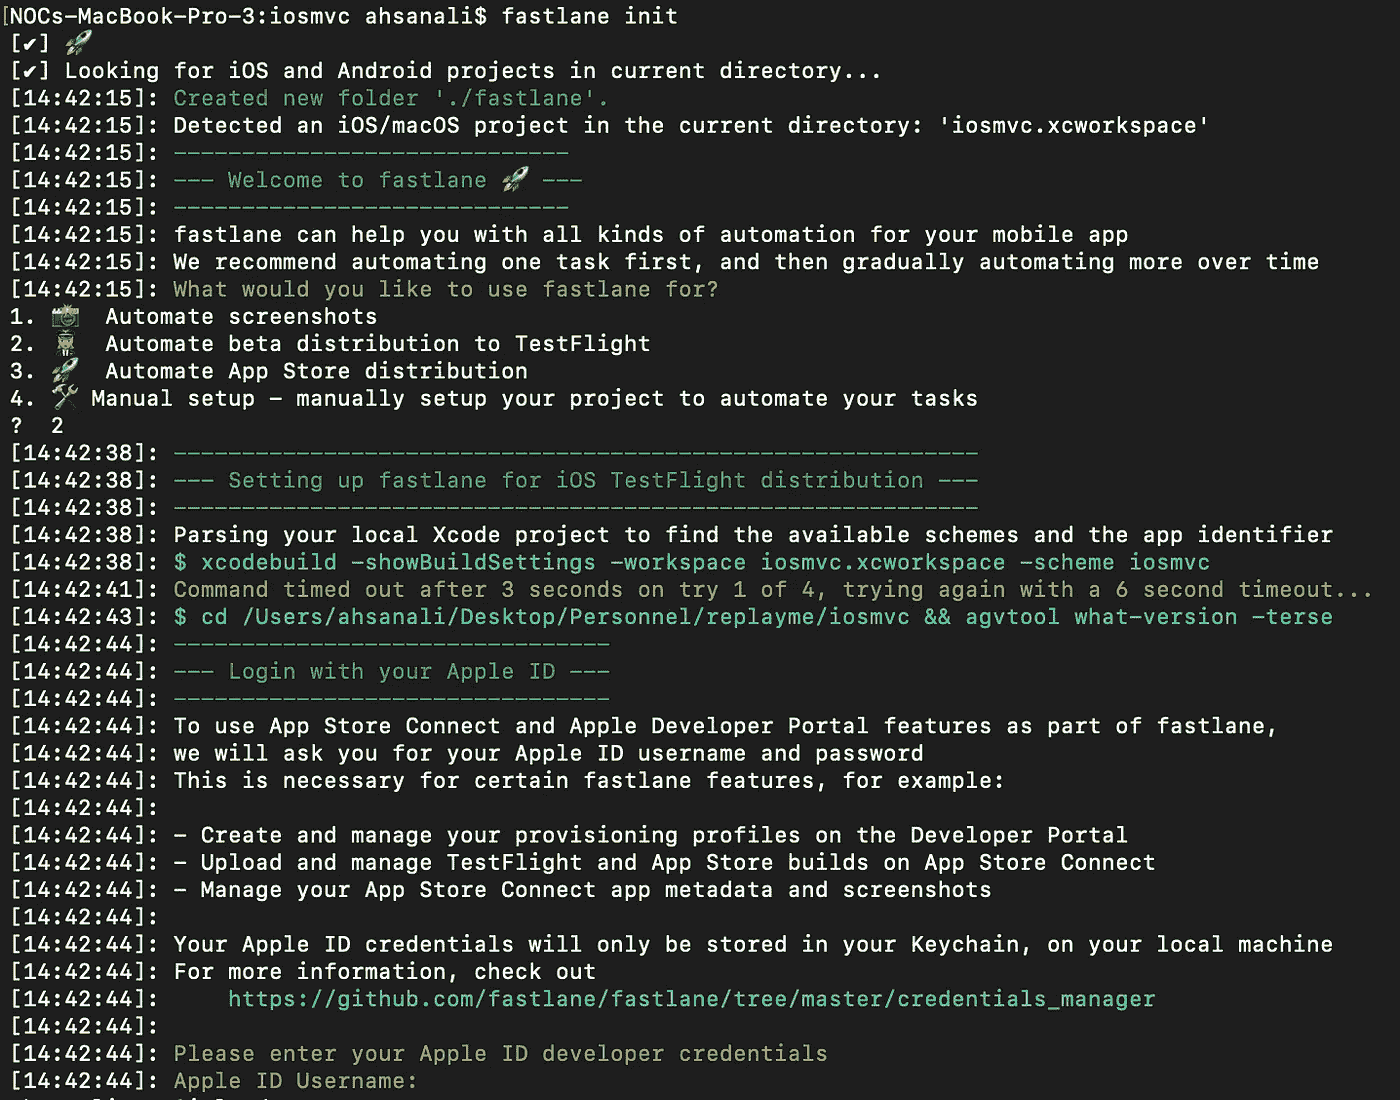 [NOCs-MacBook-Pro-3:iosmvc ahsanali$ fastlane init
[✔] 🚀
[✔] Looking for iOS and Android projects in current directory...
[14:42:15]: Created new folder './fastlane'.
[14:42:15]: Detected an iOS/macOS project in the current directory: 'iosmvc.xcworkspace'
[14:42:15]: -----------------------------
[14:42:15]: --- Welcome to fastlane 🚀 ---
[14:42:15]: -----------------------------
[14:42:15]: fastlane can help you with all kinds of automation for your mobile app
[14:42:15]: We recommend automating one task first, and then gradually automating more over time
[14:42:15]: What would you like to use fastlane for?
1. 📸  Automate screenshots
2. 👩‍✈️  Automate beta distribution to TestFlight
3. 🚀  Automate App Store distribution
4. 🛠 Manual setup - manually setup your project to automate your tasks
?  2
[14:42:38]: -----------------------------------------------------------
[14:42:38]: --- Setting up fastlane for iOS TestFlight distribution ---
[14:42:38]: -----------------------------------------------------------
[14:42:38]: Parsing your local Xcode project to find the available schemes and the app identifier
[14:42:38]: $ xcodebuild -showBuildSettings -workspace iosmvc.xcworkspace -scheme iosmvc
[14:42:41]: Command timed out after 3 seconds on try 1 of 4, trying again with a 6 second timeout...
[14:42:43]: $ cd /Users/ahsanali/Desktop/Personnel/replayme/iosmvc && agvtool what-version -terse
[14:42:44]: --------------------------------
[14:42:44]: --- Login with your Apple ID ---
[14:42:44]: --------------------------------
[14:42:44]: To use App Store Connect and Apple Developer Portal features as part of fastlane,
[14:42:44]: we will ask you for your Apple ID username and password
[14:42:44]: This is necessary for certain fastlane features, for example:
[14:42:44]:
[14:42:44]: - Create and manage your provisioning profiles on the Developer Portal
[14:42:44]: - Upload and manage TestFlight and App Store builds on App Store Connect
[14:42:44]: - Manage your App Store Connect app metadata and screenshots
[14:42:44]:
[14:42:44]: Your Apple ID credentials will only be stored in your Keychain, on your local machine
[14:42:44]: For more information, check out
[14:42:44]:     https://github.com/fastlane/fastlane/tree/master/credentials_manager
[14:42:44]:
[14:42:44]: Please enter your Apple ID developer credentials
[14:42:44]: Apple ID Username: